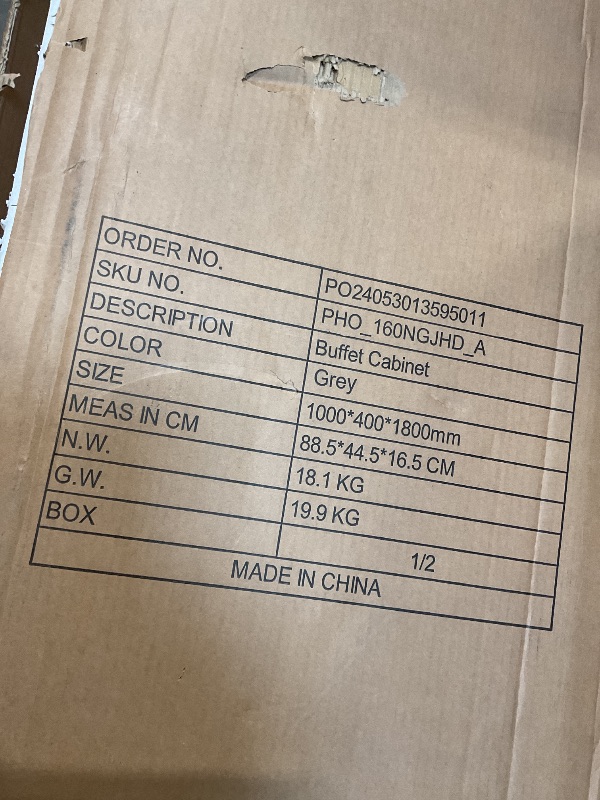 ORDER NO. PO24053013595011
SKU NO. PHO_160NGJHD_A
DESCRIPTION Buffet Cabinet
COLOR Grey
SIZE 1000*400*1800mm
MEAS IN CM 88.5*44.5*16.5 CM
N.W. 18.1 KG
G.W. 19.9 KG
BOX 1/2
MADE IN CHINA